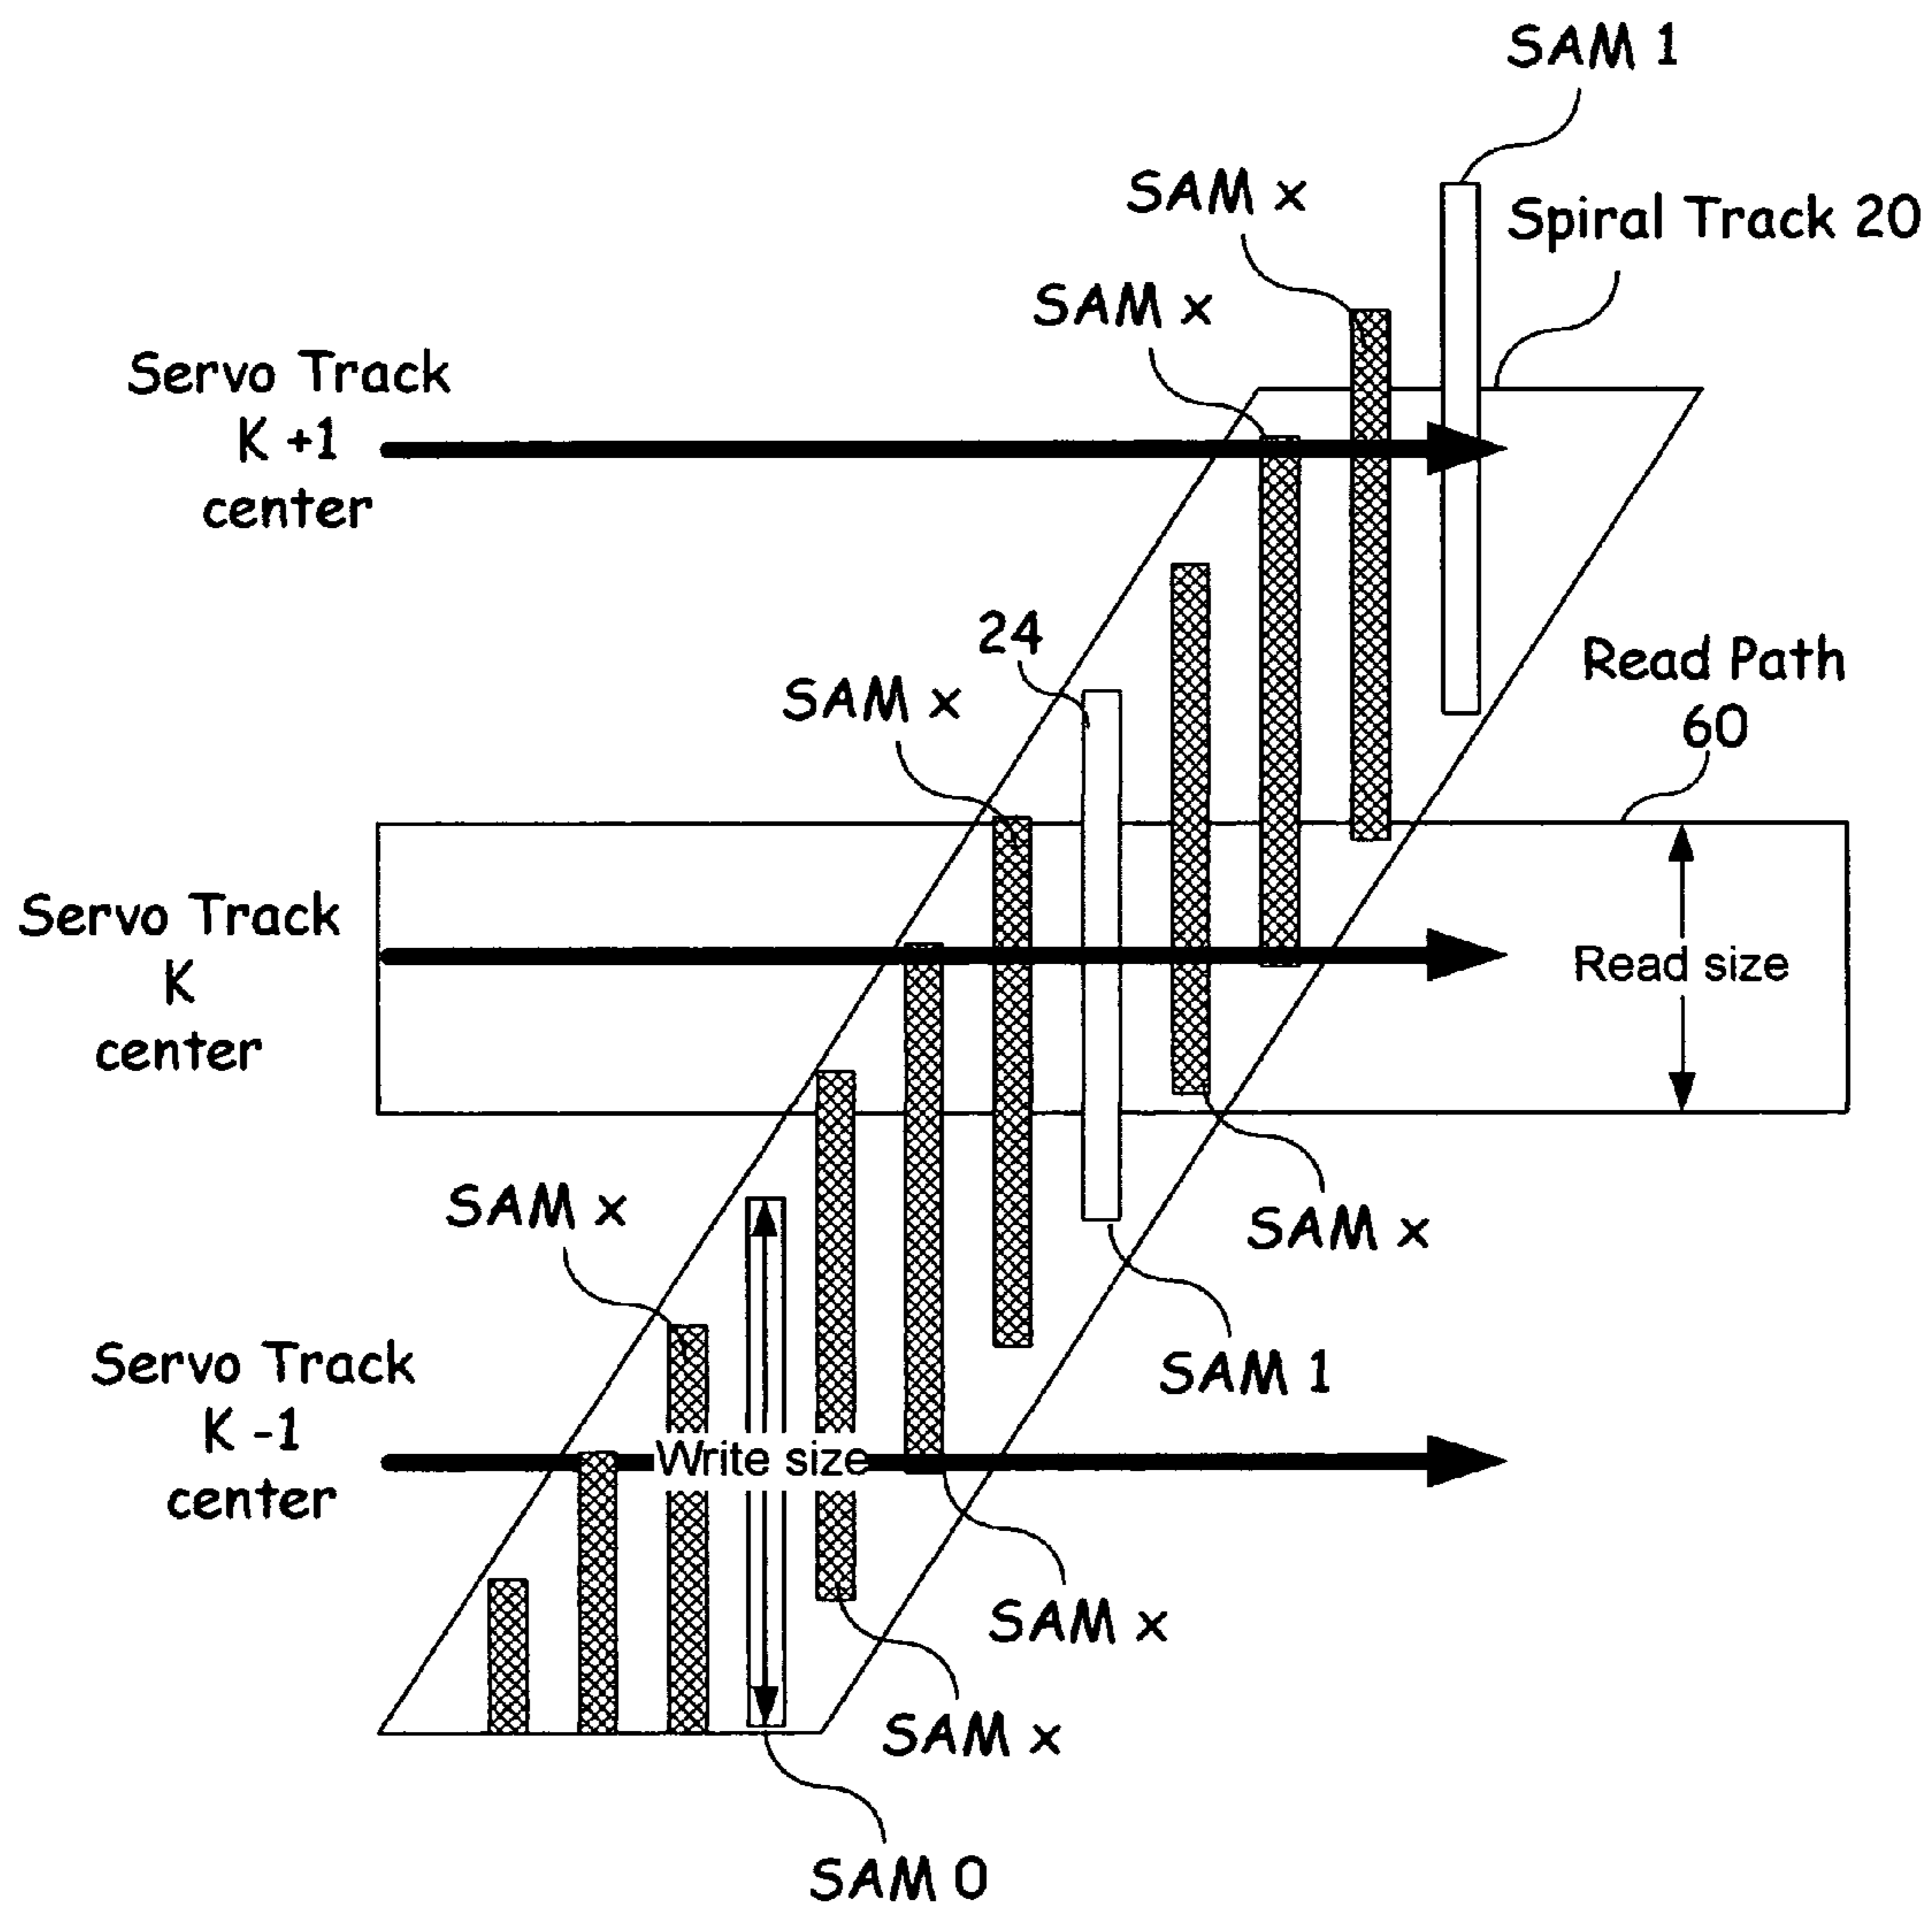 SAM 1
SAM x
Spiral Track 20
SAM x
Servo Track
K +1
center
24
Read Path
60
SAM x
Servo Track
K
center
Read size
SAM x
SAM x
SAM 1
Servo Track
K -1
center
Write size
SAM x
SAM x
SAM 0